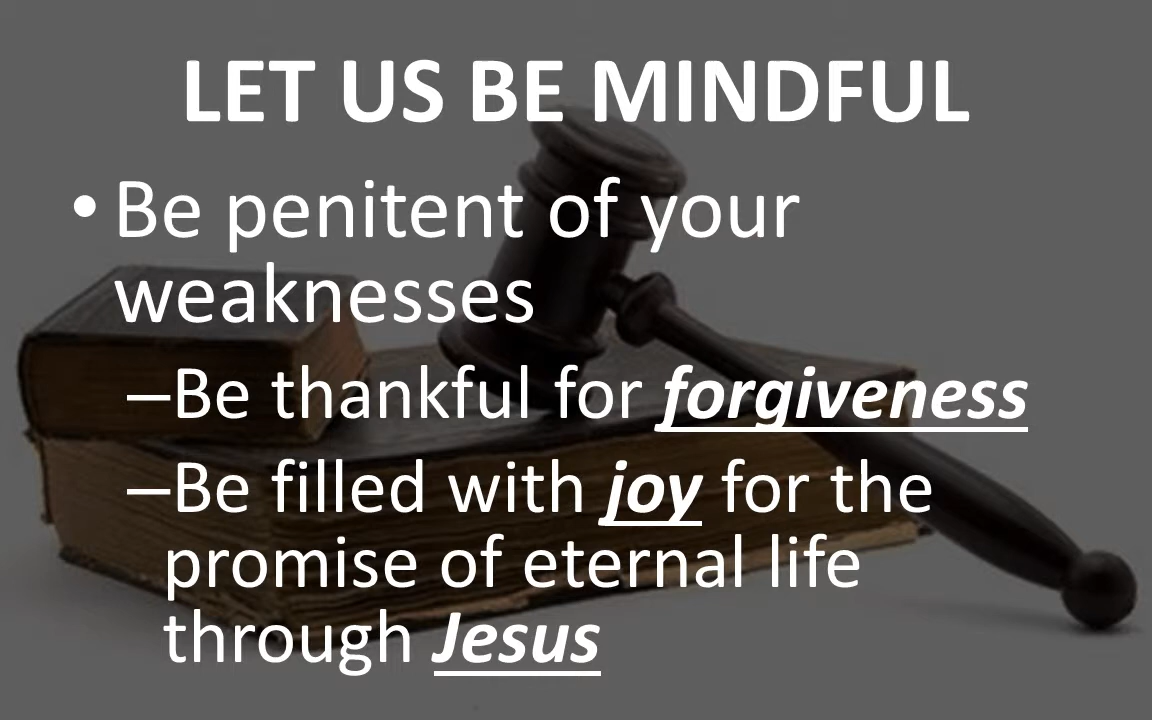 LET US BE MINDFUL
• Be penitent of your
weaknesses
–Be thankful for forgiveness
–Be filled with joy for the
promise of eternal life
through Jesus